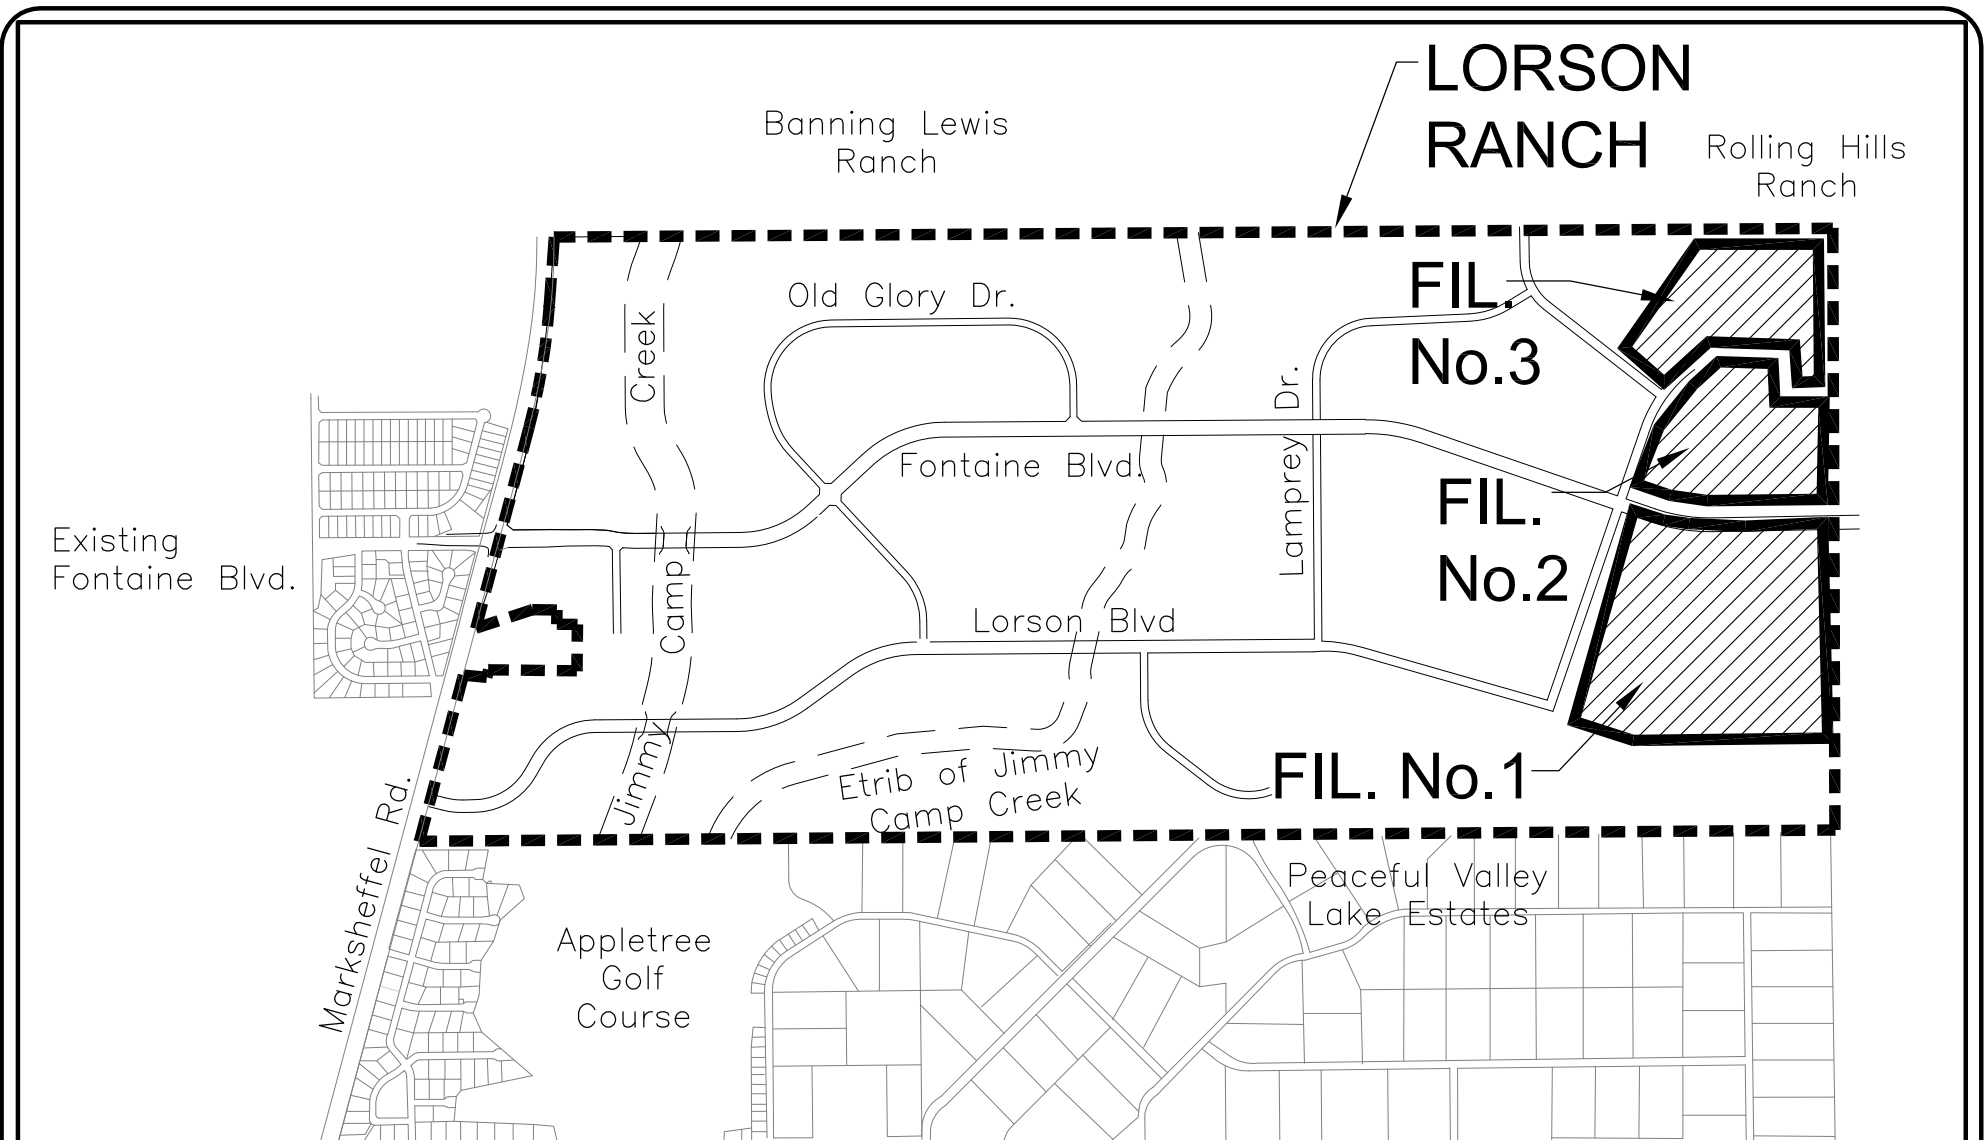 LORSON
RANCH
Banning Lewis
Ranch
Rolling Hills
Ranch
FIL.
No.3
Old Glory Dr.
Creek
Lamprey Dr.
Fontaine Blvd.
FIL.
No.2
Existing
Fontaine Blvd.
Camp
Lorson Blvd
Jimmy
Etrib of Jimmy
Camp Creek
FIL. No.1
Marksheffel Rd.
Peaceful Valley
Lake Estates
Appletree
Golf
Course